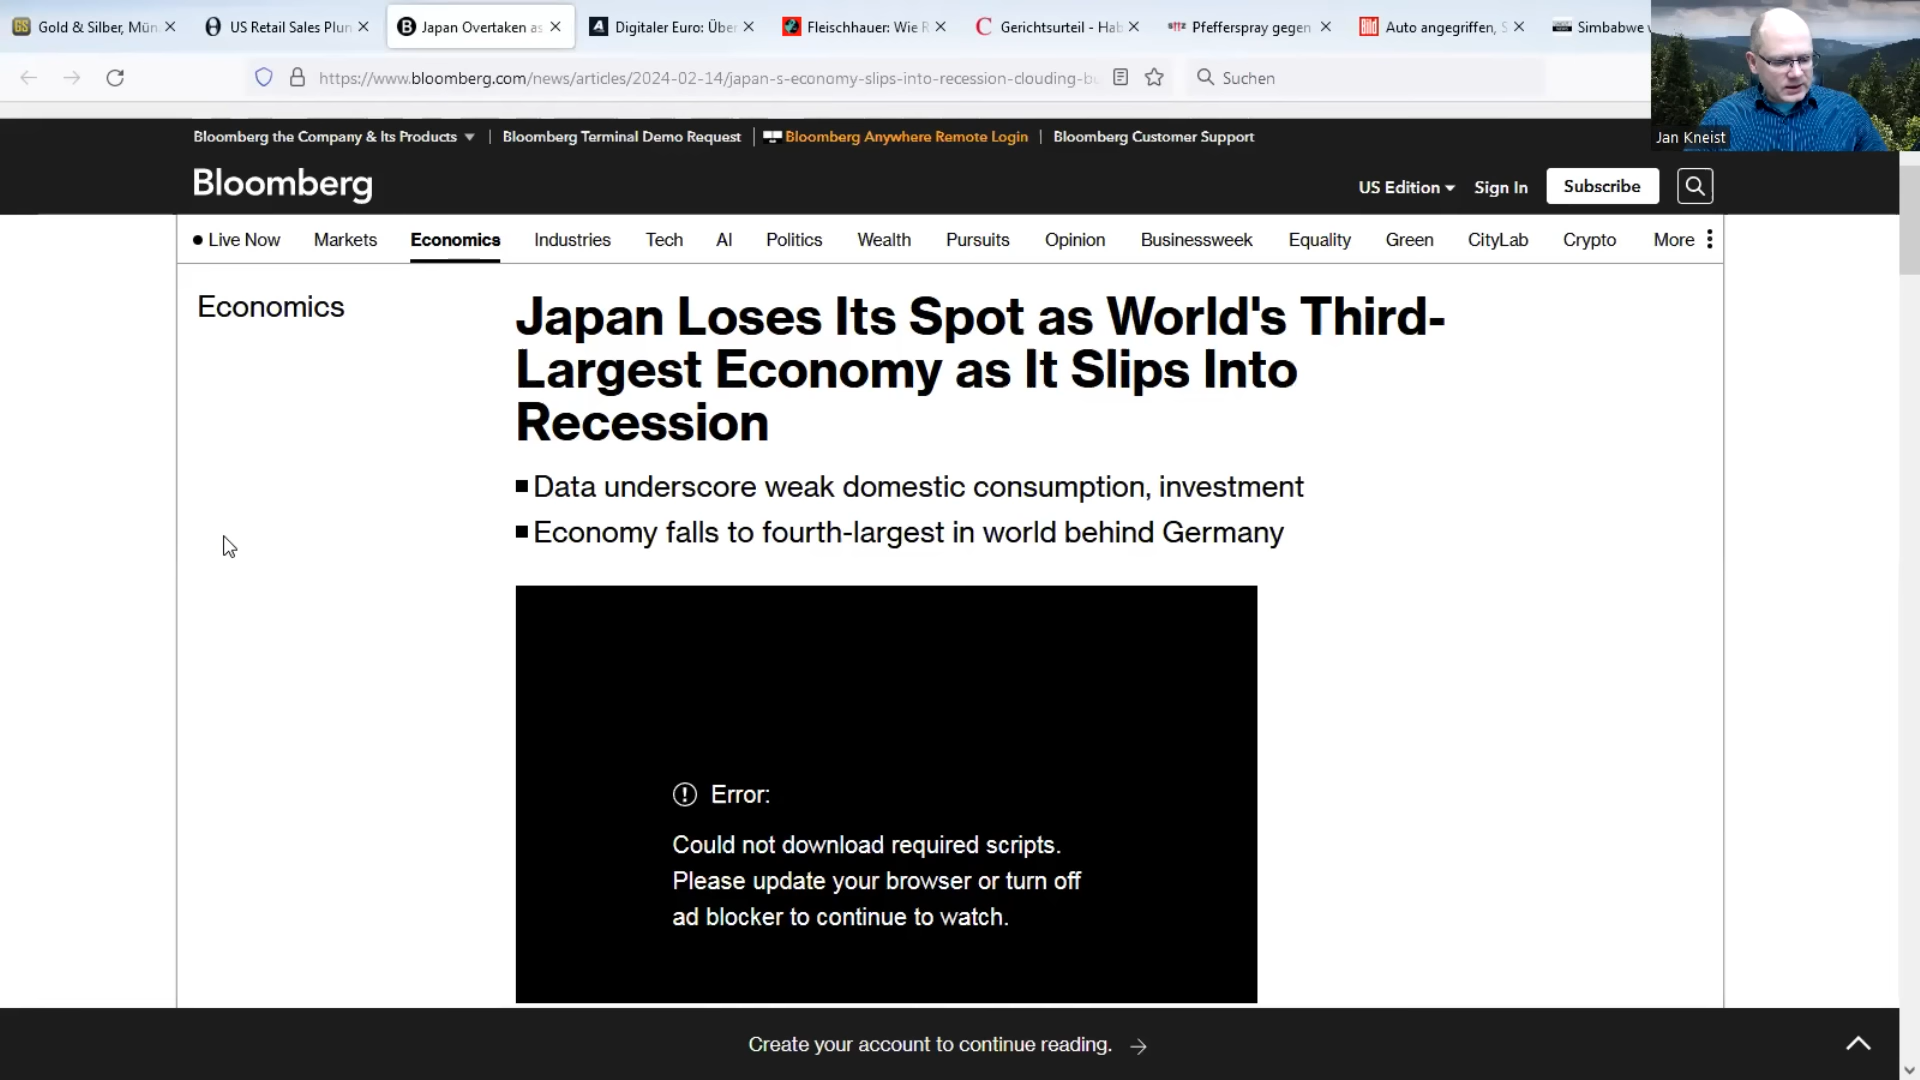 Gold & Silber, Mün
US Retail Sales Plun
Japan Overtaken as
Digitaler Euro: Über
Fleischhauer: Wie R
Gerichtsurteil - Hab
Pfefferspray gegen
Auto angegriffen, S
Simbabwe
https://www.bloomberg.com/news/articles/2024-02-14/japan-s-economy-slips-into-recession-clouding-b
Suchen
Jan Kneist
Bloomberg the Company & Its Products
Bloomberg Terminal Demo Request
Bloomberg Anywhere Remote Login
Bloomberg Customer Support
Bloomberg
US Edition
Sign In
Subscribe
Live Now
Markets
Economics
Industries
Tech
AI
Politics
Wealth
Pursuits
Opinion
Businessweek
Equality
Green
CityLab
Crypto
More
Economics
Japan Loses Its Spot as World's Third-
Largest Economy as It Slips Into
Recession
Data underscore weak domestic consumption, investment
Economy falls to fourth-largest in world behind Germany
Error:
Could not download required scripts.
Please update your browser or turn off
ad blocker to continue to watch.
Create your account to continue reading.